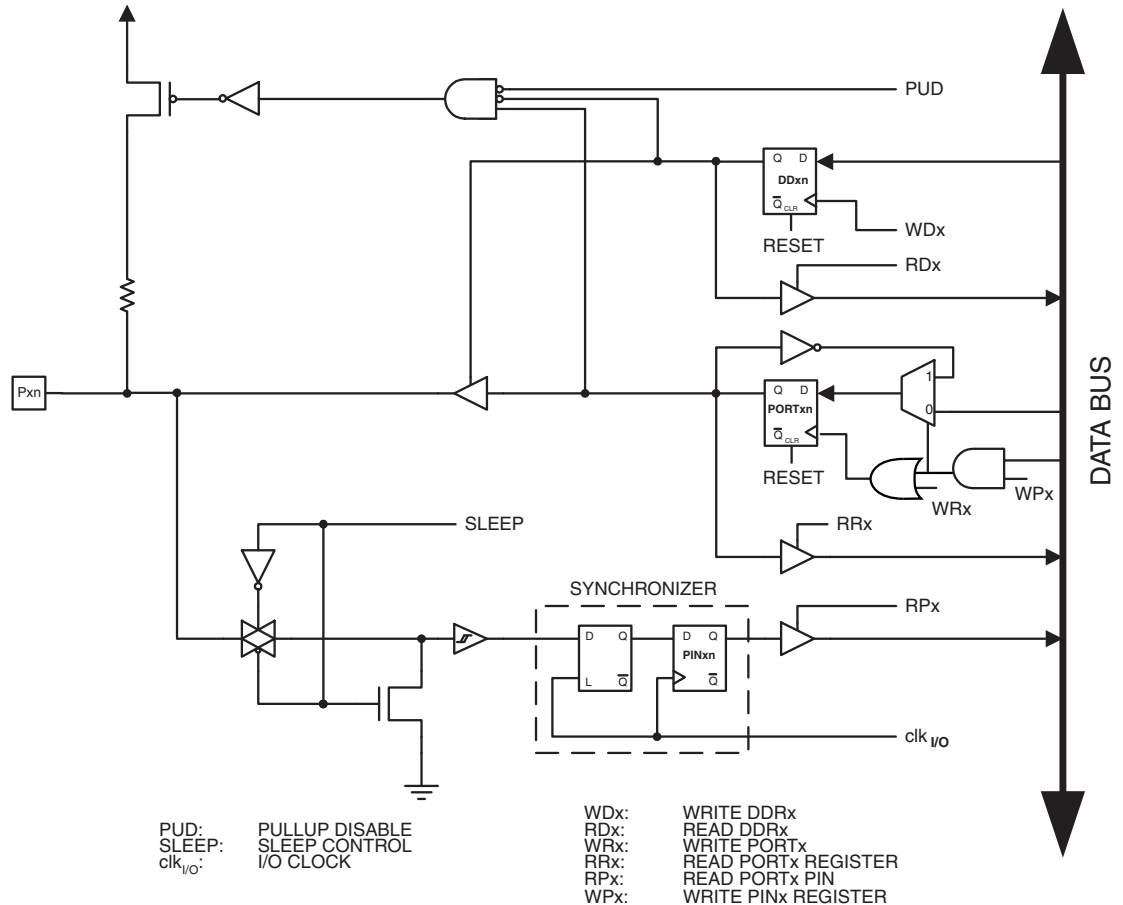 PUD
Q D
DDxn
Q CLR
WDx
RESET
RDx
Pxn
1
Q D
PORTxn
0
Q CLR
RESET
WRx
WPx
DATA BUS
SLEEP
RRx
SYNCHRONIZER
RPx
D Q
L Q
D Q
PINxn
Q
clk I/O
PUD: PULLUP DISABLE
SLEEP: SLEEP CONTROL
clkI/O: I/O CLOCK
WDx: WRITE DDRx
RDx: READ DDRx
WRx: WRITE PORTx
RRx: READ PORTx REGISTER
RPx: READ PORTx PIN
WPx: WRITE PINx REGISTER